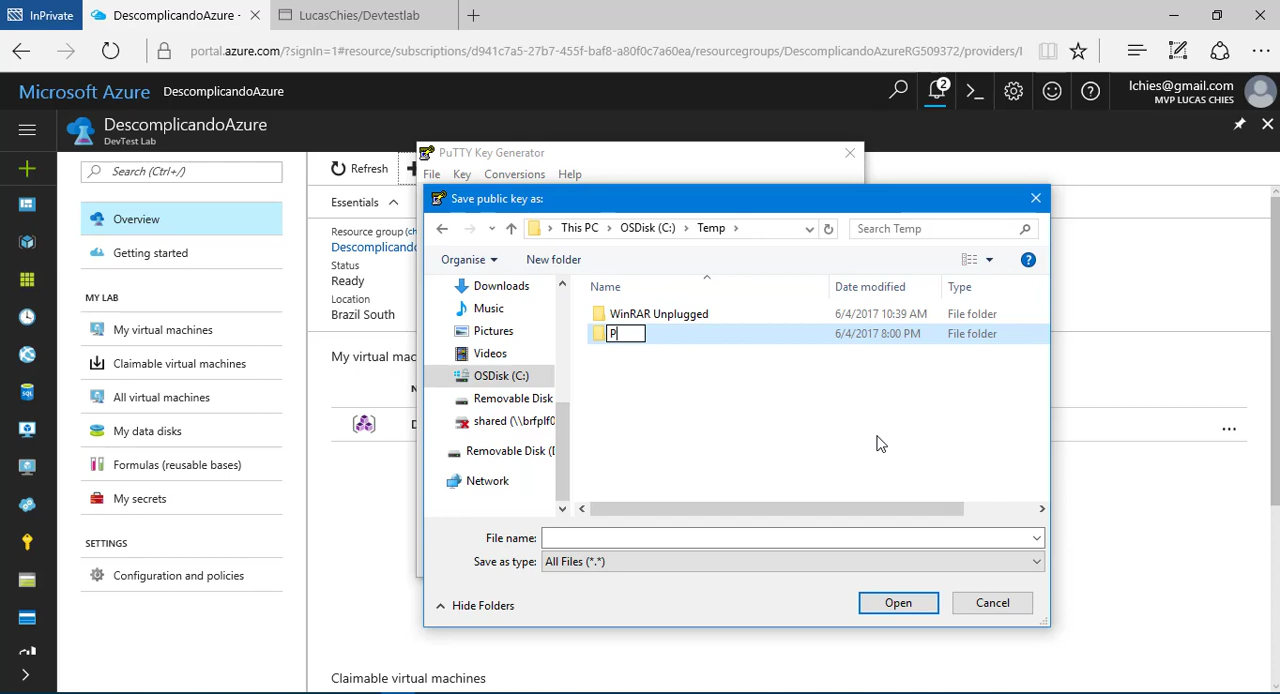 InPrivate
DescomplicandoAzure -
LucasChies/Devtestlab
portal.azure.com/?signIn=1#resource/subscriptions/d941c7a5-27b7-455f-baf8-a80f0c7a60ea/resourcegroups/DescomplicandoAzureRG509372/providers/
Microsoft Azure
DescomplicandoAzure
2
lchies@gmail.com
MVP LUCAS CHIES
DescomplicandoAzure
DevTest Lab
Search (Ctrl+/)
Overview
Getting started
MY LAB
My virtual machines
Claimable virtual machines
All virtual machines
My data disks
Formulas (reusable bases)
My secrets
SETTINGS
Configuration and policies
Refresh
Essentials
Resource group (ch
Descomplicand
Status
Ready
Location
Brazil South
My virtual mac
Claimable virtual machines
PuTTY Key Generator
File Key Conversions Help
Save public key as:
This PC > OSDisk (C:) > Temp >
Search Temp
Organise
New folder
Downloads
Music
Pictures
Videos
OSDisk (C:)
Removable Disk
shared (\\brfplf0
Removable Disk (D
Network
Name Date modified Type
WinRAR Unplugged 6/4/2017 10:39 AM File folder
P 6/4/2017 8:00 PM File folder
File name:
Save as type: All Files (*.*)
Hide Folders
Open
Cancel